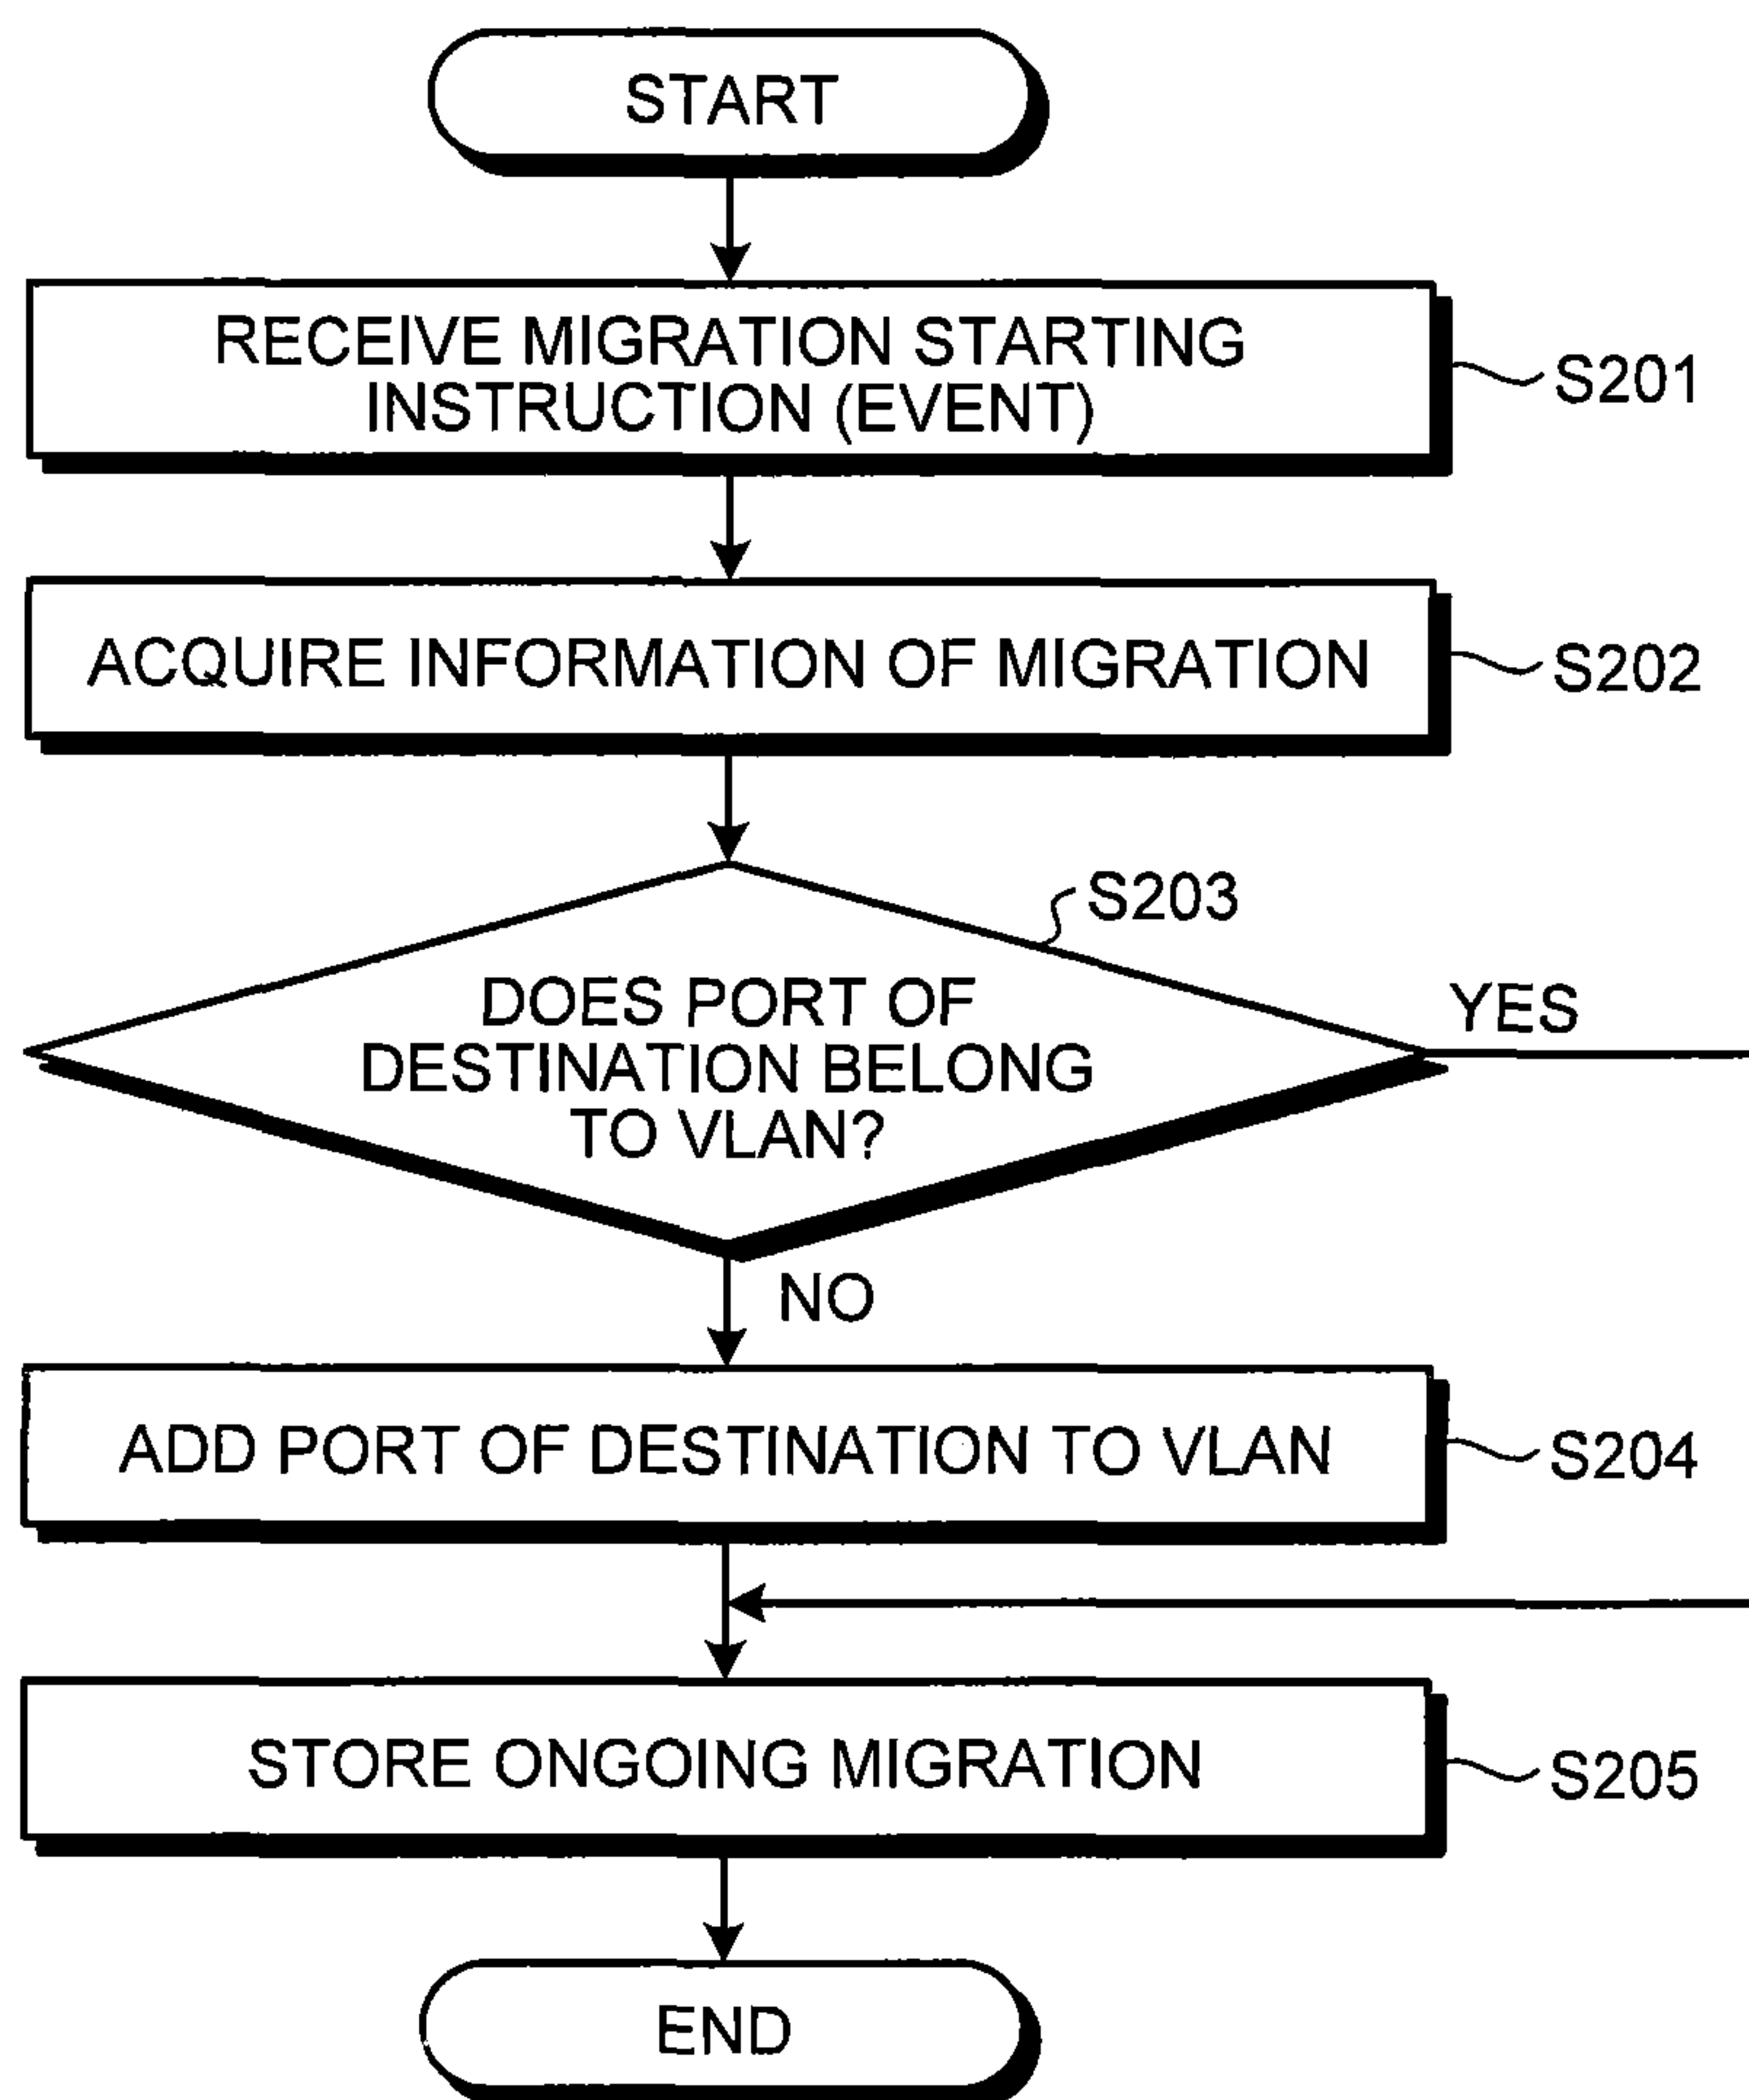 START
RECEIVE MIGRATION STARTING
INSTRUCTION (EVENT)
S201
ACQUIRE INFORMATION OF MIGRATION
S202
S203
DOES PORT OF
DESTINATION BELONG
TO VLAN?
YES
NO
ADD PORT OF DESTINATION TO VLAN
S204
STORE ONGOING MIGRATION
S205
END